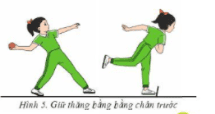 Hình 5. Giữ thăng bằng bằng chân trước